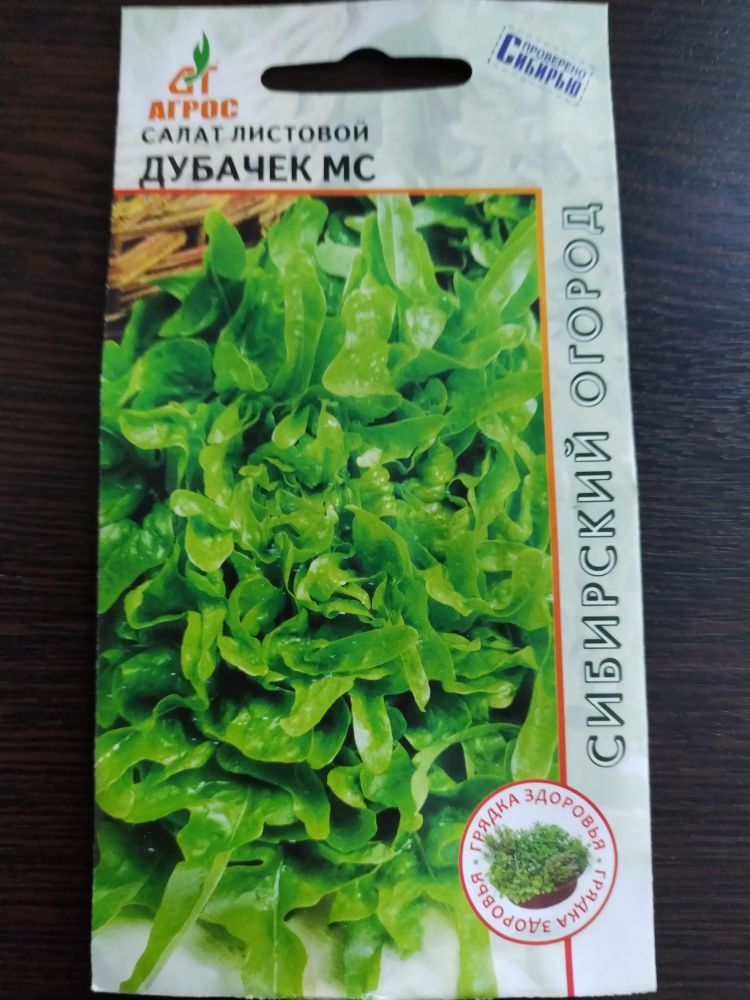 АГРОС
САЛАТ ЛИСТОВОЙ
ДУБАЧЕК МС
ПРОВЕРЕНО
СИБИРЬЮ
СИБИРСКИЙ ОГОРОД
ГРЯДКА ЗДОРОВЬЯ · ГРЯДКА ЗДОРОВЬЯ ·